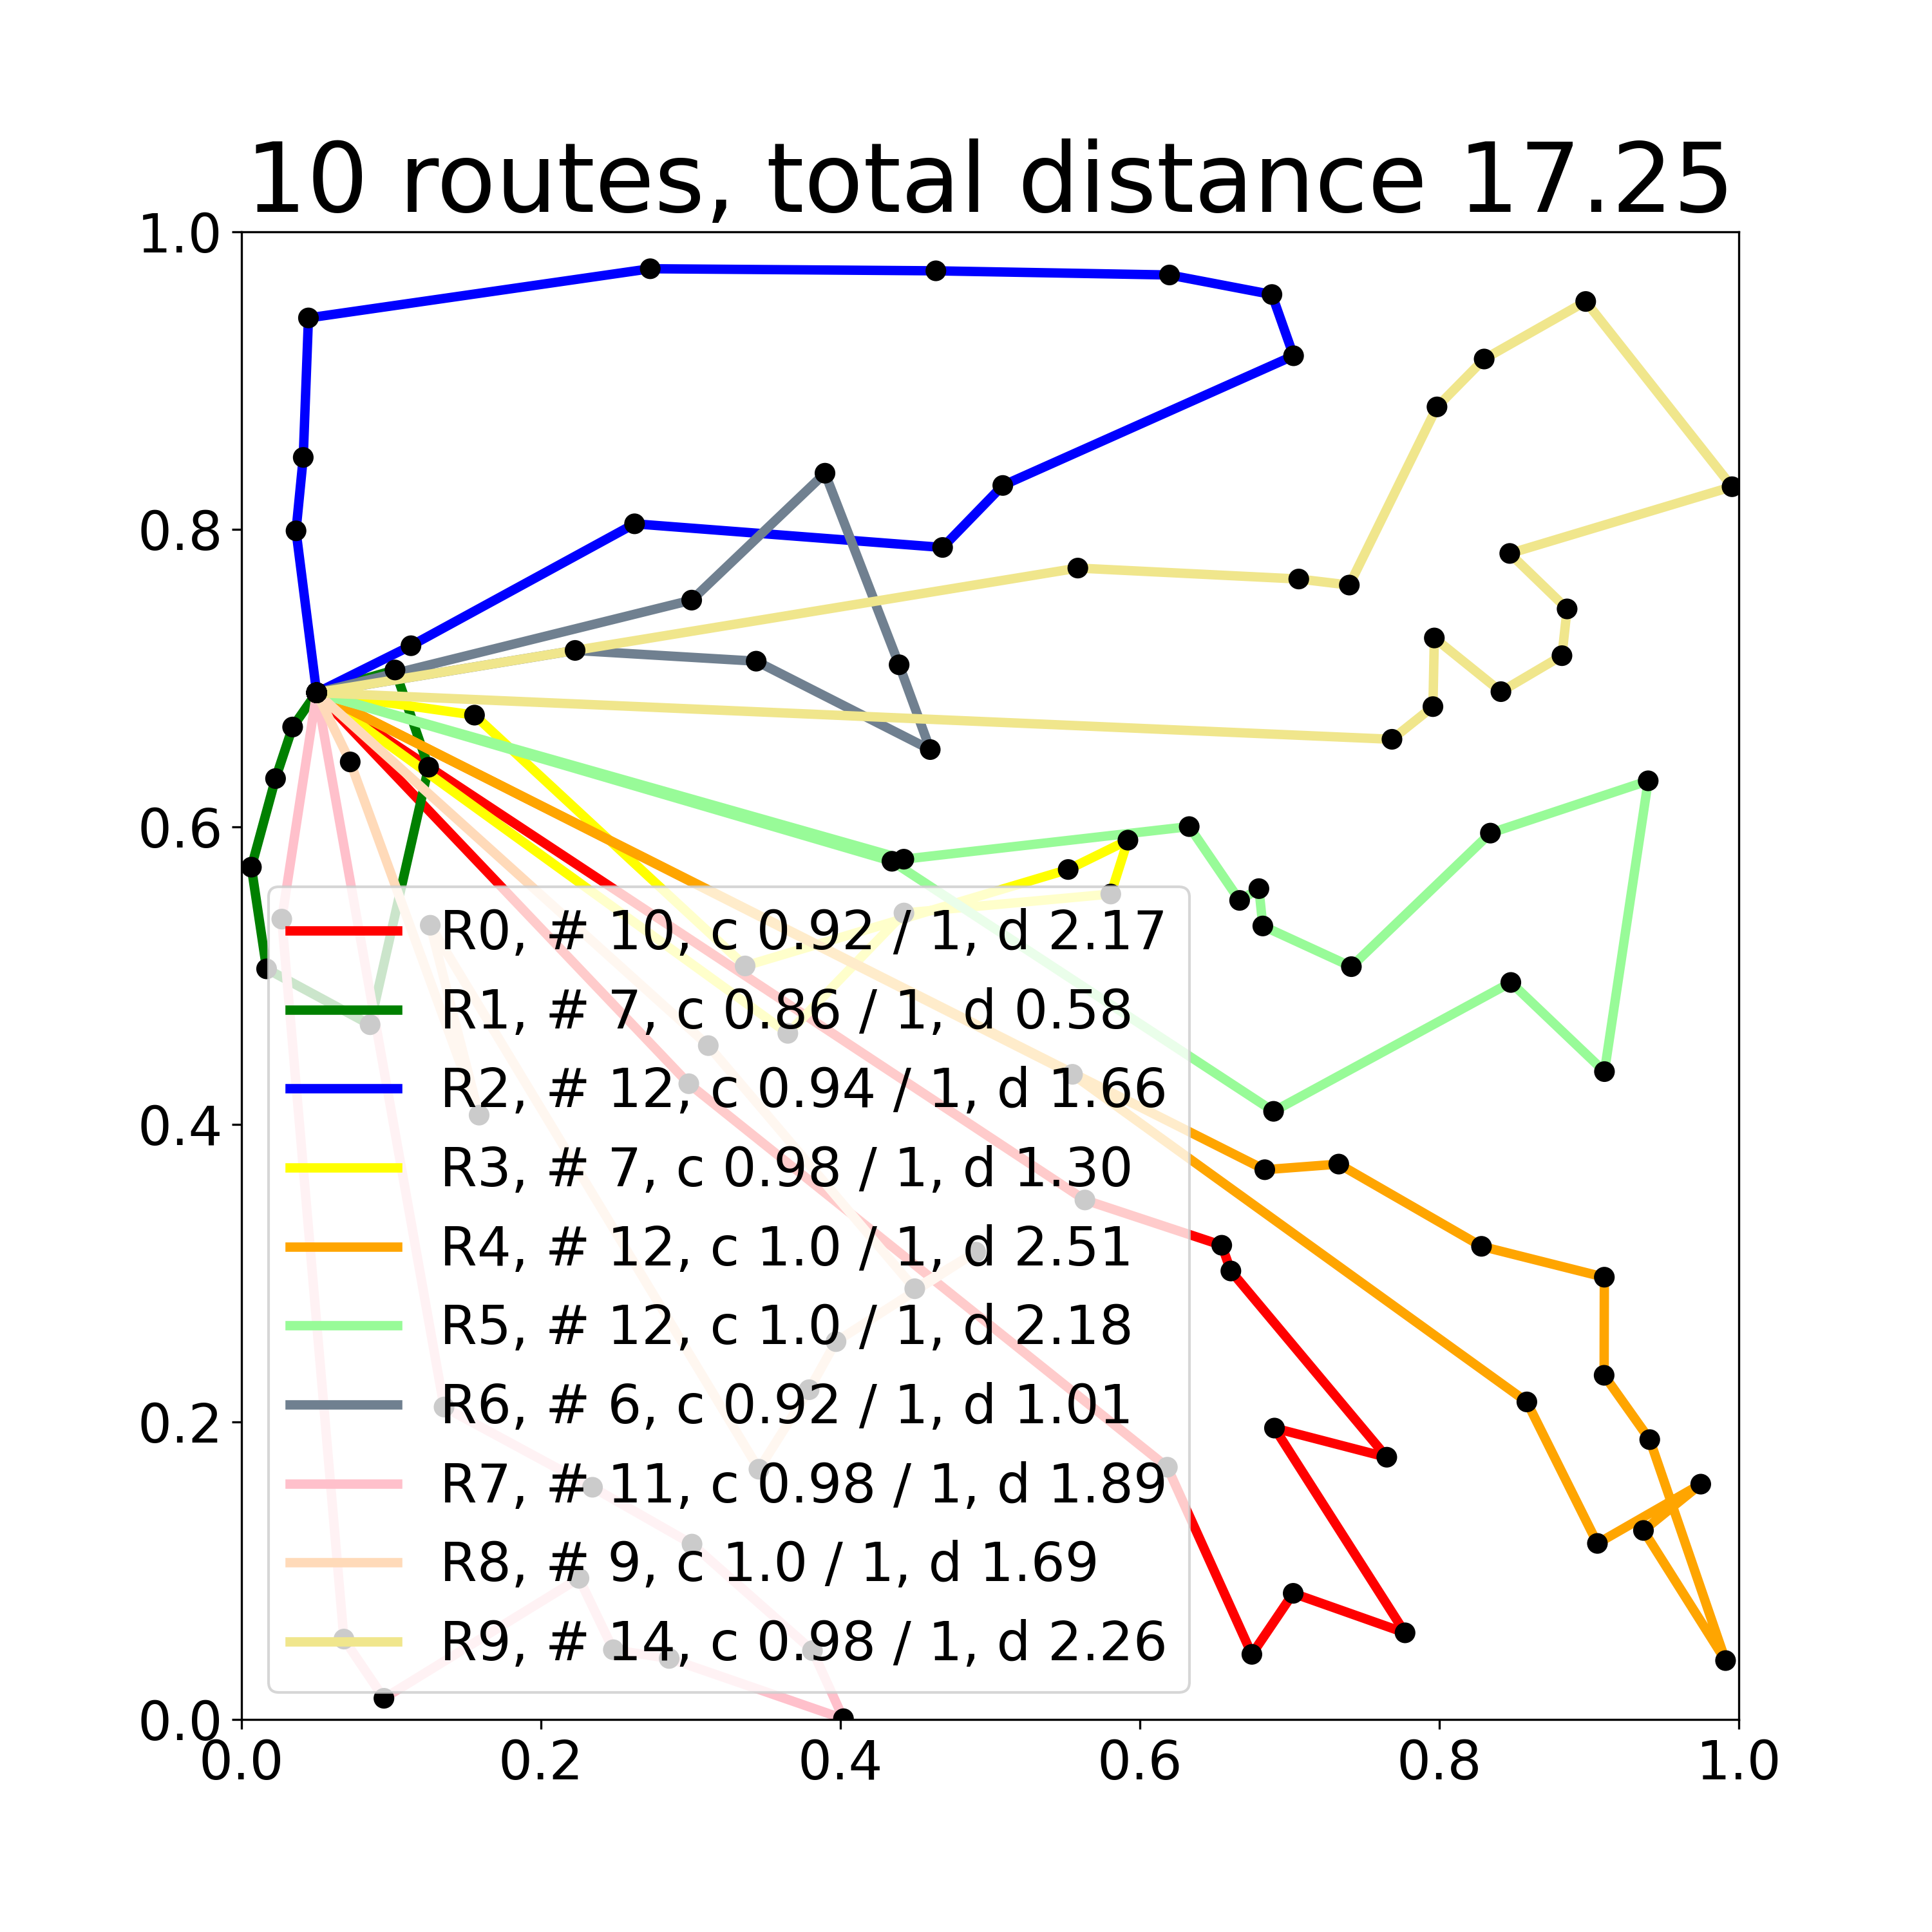 10 routes, total distance 17.25
1.0
0.8
0.6
0.4
0.2
0.0
R0, # 10, c 0.92 / 1, d 2.17
R1, # 7, c 0.86 / 1, d 0.58
R2, # 12, c 0.94 / 1, d 1.66
R3, # 7, c 0.98 / 1, d 1.30
R4, # 12, c 1.0 / 1, d 2.51
R5, # 12, c 1.0 / 1, d 2.18
R6, # 6, c 0.92 / 1, d 1.01
R7, # 11, c 0.98 / 1, d 1.89
R8, # 9, c 1.0 / 1, d 1.69
R9, # 14, c 0.98 / 1, d 2.26
0.0 0.2 0.4 0.6 0.8 1.0